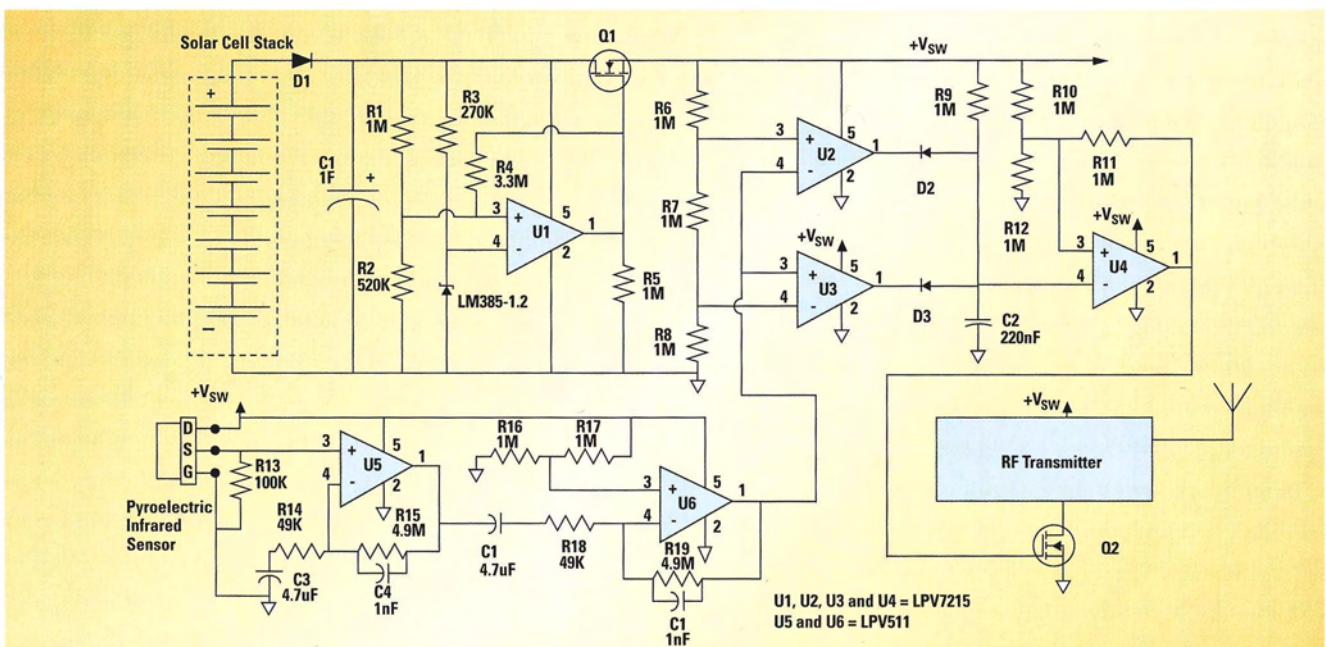 Solar Cell Stack
+
−
D1
C1
1F
+
R1
1M
R2
520K
R3
270K
R4
3.3M
3
+
4
-
U1
5
2
1
LM385-1.2
R5
1M
Q1
+VSW
R6
1M
R7
1M
R8
1M
3
+
4
-
U2
5
2
1
D2
+VSW
3
+
4
-
U3
5
2
1
D3
R9
1M
C2
220nF
R10
1M
R11
1M
R12
1M
+VSW
3
+
4
-
U4
5
2
1
+VSW
RF Transmitter
Q2
+VSW
D
S
G
Pyroelectric
Infrared
Sensor
R13
100K
3
+
4
-
U5
5
2
1
R14
49K
R15
4.9M
C3
4.7uF
C4
1nF
C1
4.7uF
R18
49K
R16
1M
R17
1M
3
+
4
-
U6
5
2
1
R19
4.9M
C1
1nF
U1, U2, U3 and U4 = LPV7215
U5 and U6 = LPV511